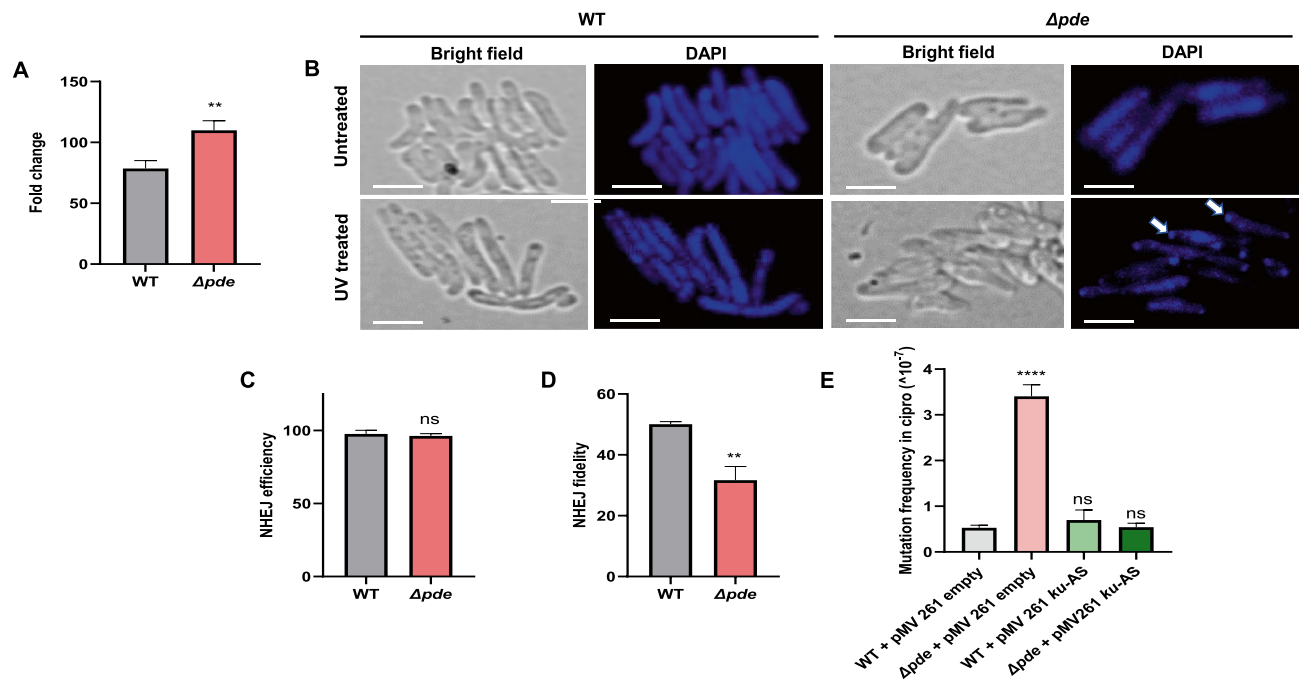 WT
Δpde
Bright field
DAPI
Bright field
DAPI
A
Fold change
150
100
50
0
**
WT
Δpde
B
Untreated
UV treated
C
NHEJ efficiency
100
50
0
ns
WT
Δpde
D
NHEJ fidelity
60
40
20
0
**
WT
Δpde
E
Mutation frequency in cipro (^10⁻⁷)
4
3
2
1
0
****
ns
ns
WT + pMV 261 empty
Δpde + pMV 261 empty
WT + pMV 261 ku-AS
Δpde + pMV261 ku-AS